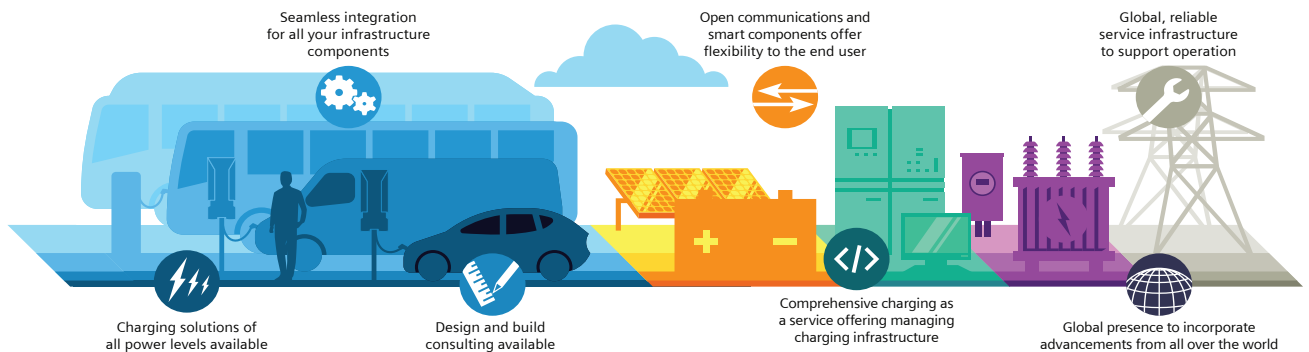 Seamless integration
for all your infrastructure
components
Open communications and
smart components offer
flexibility to the end user
Global, reliable
service infrastructure
to support operation
</>
Charging solutions of
all power levels available
Design and build
consulting available
Comprehensive charging as
a service offering managing
charging infrastructure
Global presence to incorporate
advancements from all over the world